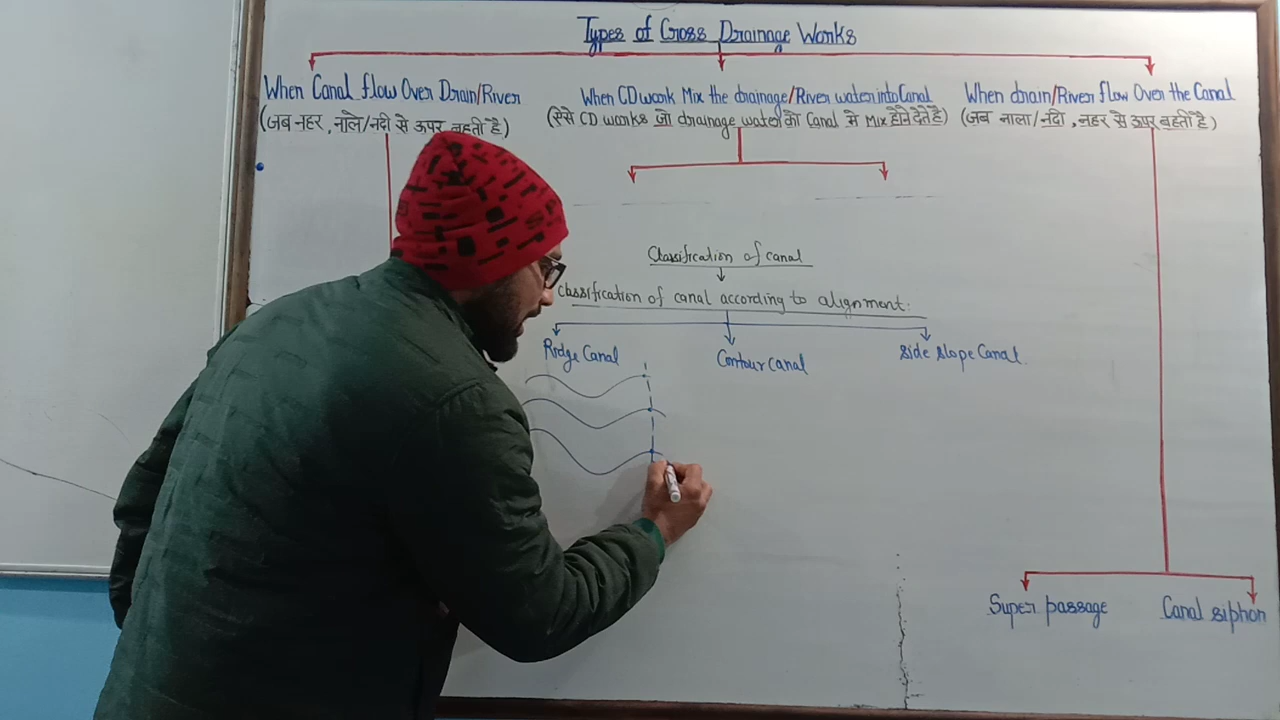 Types of Cross Drainage Works
When Canal flow Over Drain/River
(जब नहर, नाले/नदी से ऊपर बहती है)
When CD work Mix the drainage/River water into Canal
(ऐसे CD works जो drainage water को Canal में Mix होने देते है)
When drain/River flow Over the Canal
(जब नाला/नदी, नहर से ऊपर बहती है)
Classification of canal
Classification of canal according to alignment.
Ridge Canal
Contour canal
Side slope Canal.
Super passage
Canal siphon